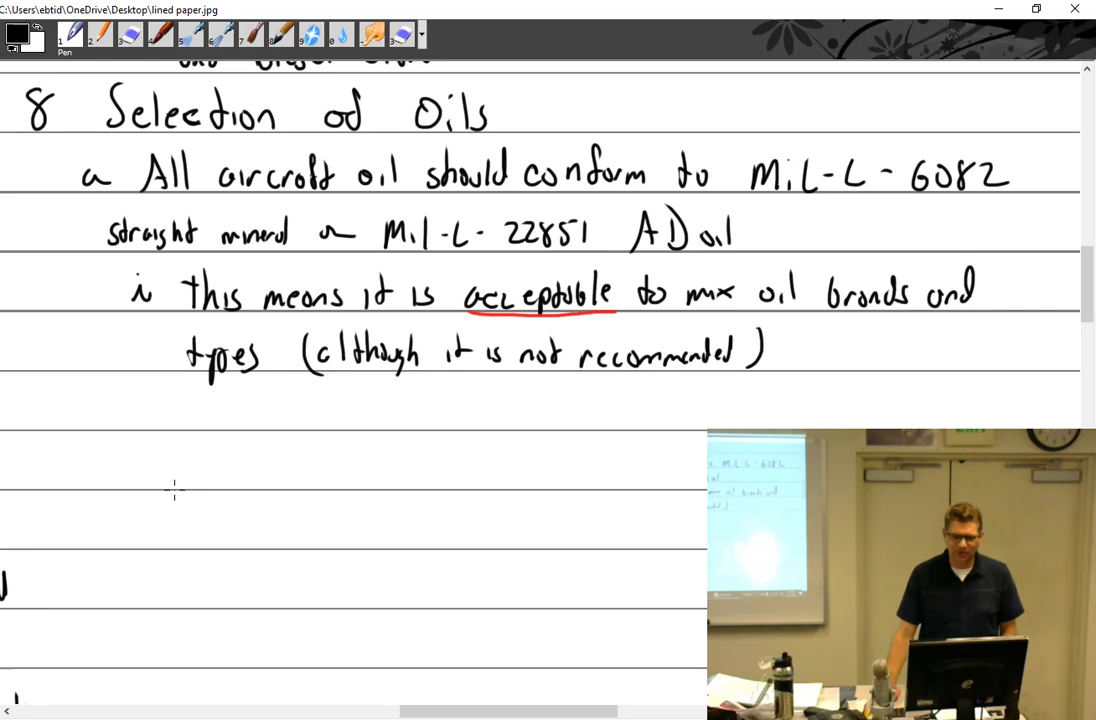 C:\Users\ebtid\OneDrive\Desktop\lined paper.jpg
Pen
8 Selection of Oils
a All aircraft oil should conform to MiL-L-6082
straight mineral or Mil-L-22851 AD oil
i this means it is acceptable to mix oil brands and
types (although it is not recommended)
EXIT